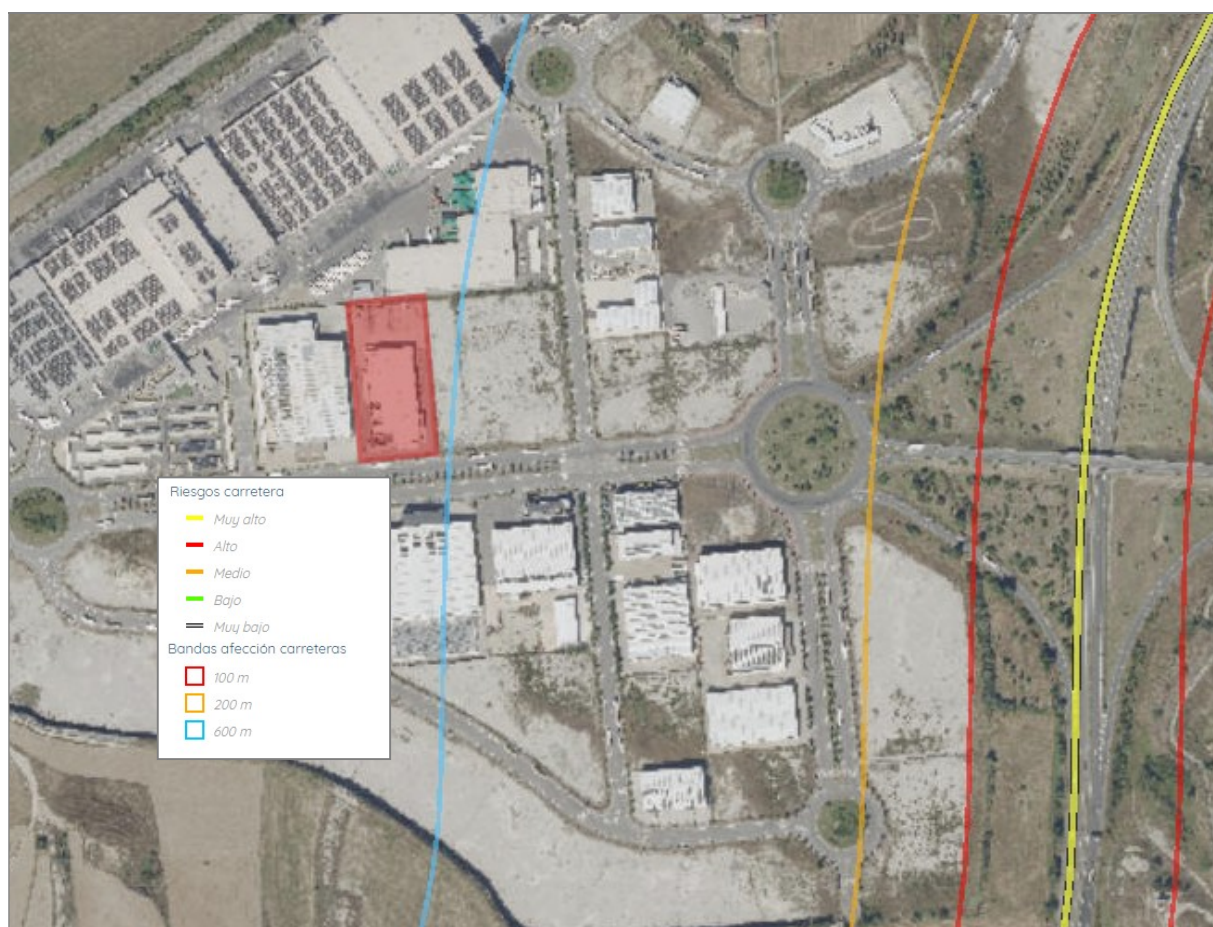 Riesgos carretera
Muy alto
Alto
Medio
Bajo
Muy bajo
Bandas afección carreteras
100 m
200 m
600 m